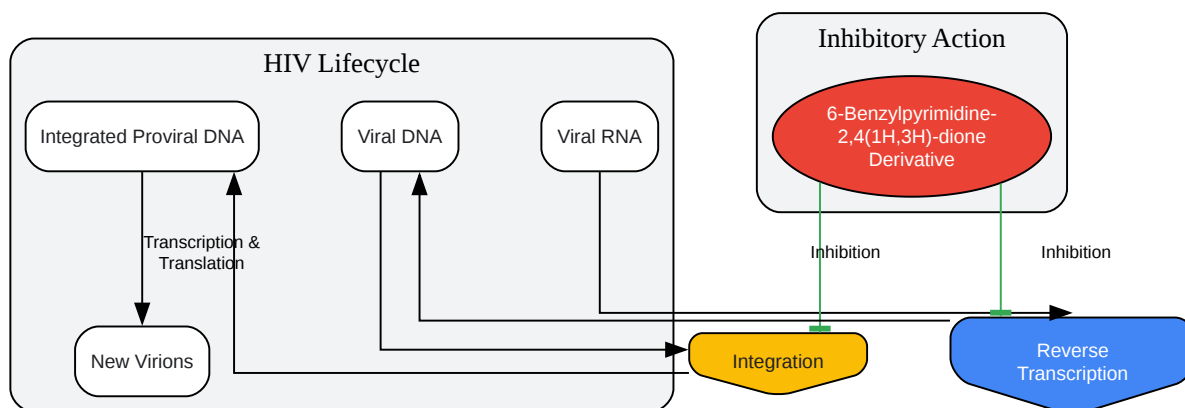 HIV Lifecycle
Integrated Proviral DNA
Viral DNA
Viral RNA
Transcription &
Translation
New Virions
Inhibitory Action
6-Benzylpyrimidine-
2,4(1H,3H)-dione
Derivative
Inhibition
Inhibition
Integration
Reverse
Transcription